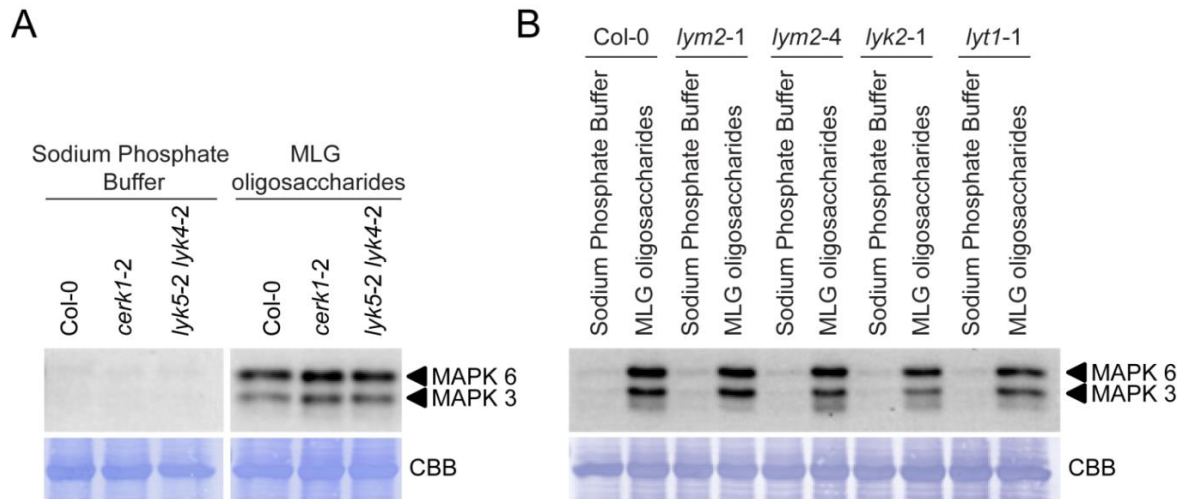 A
Sodium Phosphate
Buffer
MLG
oligosaccharides
Col-0
cerk1-2
lyk5-2 lyk4-2
Col-0
cerk1-2
lyk5-2 lyk4-2
MAPK 6
MAPK 3
CBB
B
Col-0
lym2-1
lym2-4
lyk2-1
lyt1-1
Sodium Phosphate Buffer
MLG oligosaccharides
Sodium Phosphate Buffer
MLG oligosaccharides
Sodium Phosphate Buffer
MLG oligosaccharides
Sodium Phosphate Buffer
MLG oligosaccharides
Sodium Phosphate Buffer
MLG oligosaccharides
MAPK 6
MAPK 3
CBB